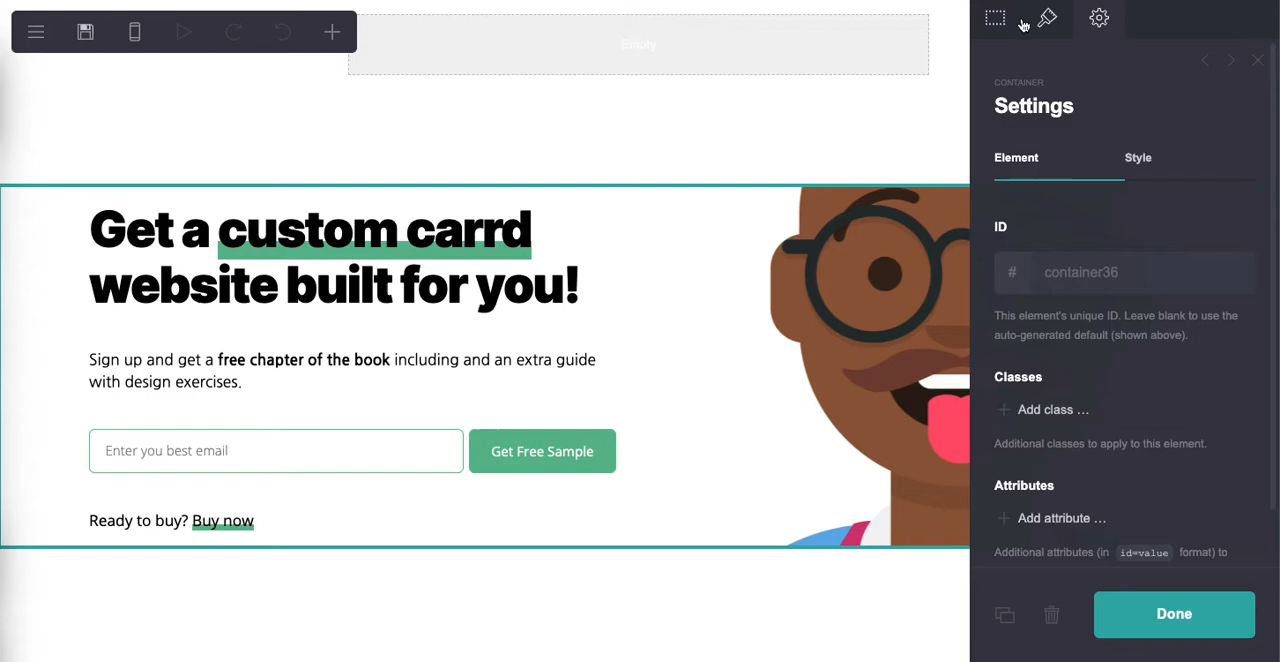 Empty
Get a custom carrd
website built for you!
Sign up and get a free chapter of the book including and an extra guide
with design exercises.
Enter you best email
Get Free Sample
Ready to buy? Buy now
CONTAINER
Settings
Element
Style
ID
# container36
This element's unique ID. Leave blank to use the
auto-generated default (shown above).
Classes
Add class ...
Additional classes to apply to this element.
Attributes
Add attribute ...
Additional attributes (in id=value format) to
Done